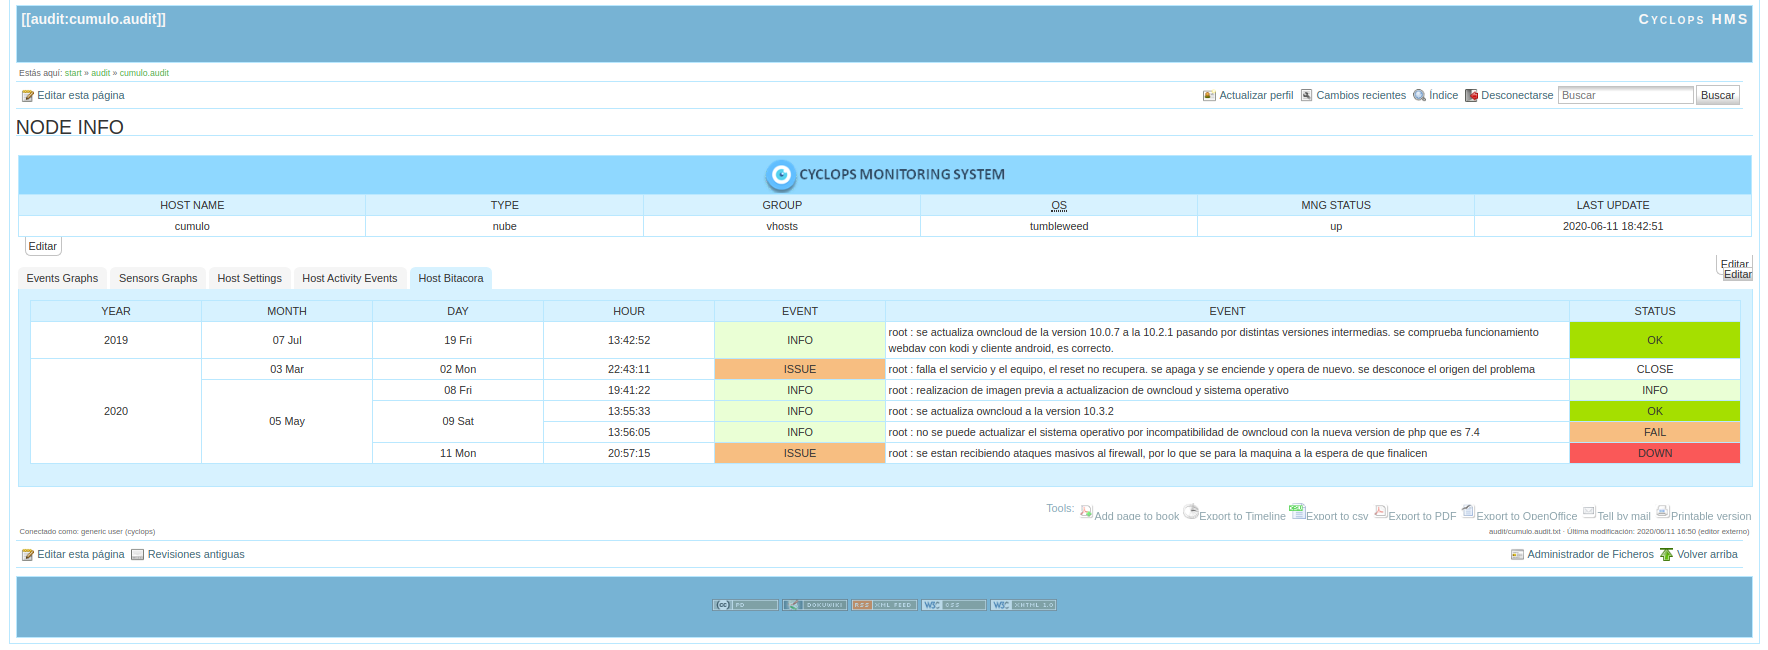 [[audit:cumulo.audit]]
Cyclops HMS
Estás aquí: start » audit » cumulo.audit
Editar esta página
Actualizar perfil Cambios recientes Índice Desconectarse Buscar Buscar
NODE INFO
CYCLOPS MONITORING SYSTEM
HOST NAME TYPE GROUP OS MNG STATUS LAST UPDATE
cumulo nube vhosts tumbleweed up 2020-06-11 18:42:51
Editar
Editar
Editar
Events Graphs Sensors Graphs Host Settings Host Activity Events Host Bitacora
YEAR MONTH DAY HOUR EVENT EVENT STATUS
2019 07 Jul 19 Fri 13:42:52 INFO root : se actualiza owncloud de la version 10.0.7 a la 10.2.1 pasando por distintas versiones intermedias. se comprueba funcionamiento
webdav con kodi y cliente android, es correcto. OK
2020 03 Mar 02 Mon 22:43:11 ISSUE root : falla el servicio y el equipo, el reset no recupera. se apaga y se enciende y opera de nuevo. se desconoce el origen del problema CLOSE
05 May 08 Fri 19:41:22 INFO root : realizacion de imagen previa a actualizacion de owncloud y sistema operativo INFO
09 Sat 13:55:33 INFO root : se actualiza owncloud a la version 10.3.2 OK
13:56:05 INFO root : no se puede actualizar el sistema operativo por incompatibilidad de owncloud con la nueva version de php que es 7.4 FAIL
11 Mon 20:57:15 ISSUE root : se estan recibiendo ataques masivos al firewall, por lo que se para la maquina a la espera de que finalicen DOWN
Tools: Add page to book Export to Timeline Export to csv Export to PDF Export to OpenOffice Tell by mail Printable version
Conectado como: generic user (cyclops)
audit/cumulo.audit.txt · Última modificación: 2020/06/11 16:50 (editor externo)
Editar esta página Revisiones antiguas
Administrador de Ficheros Volver arriba
cc PD DOKUWIKI RSS XML FEED W3C CSS W3C XHTML 1.0